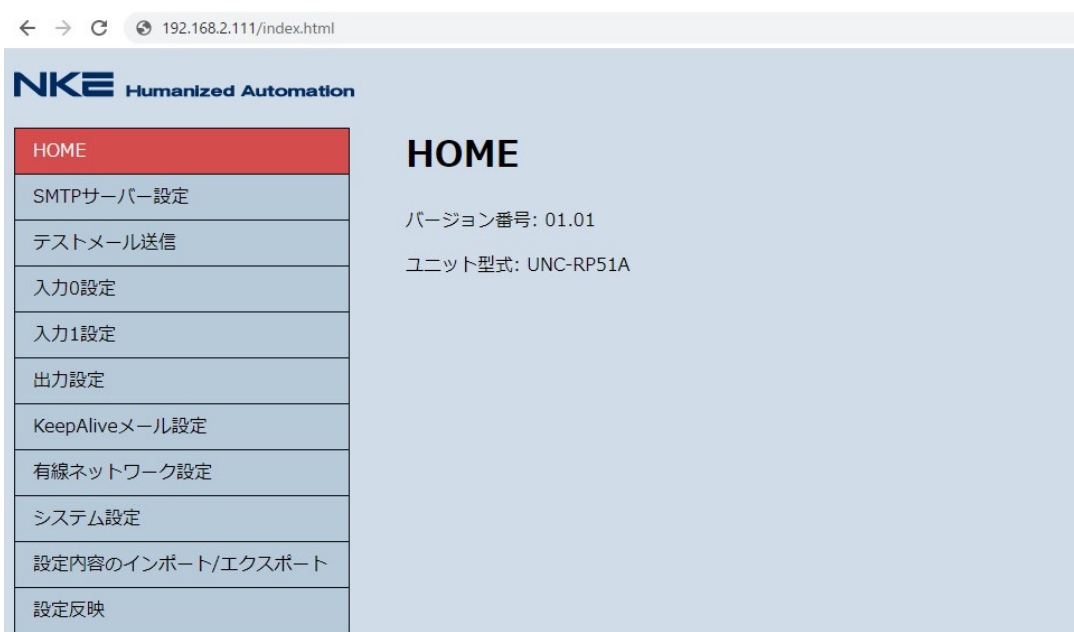 192.168.2.111/index.html
NKE Humanized Automation
HOME
SMTPサーバー設定
テストメール送信
入力0設定
入力1設定
出力設定
KeepAliveメール設定
有線ネットワーク設定
システム設定
設定内容のインポート/エクスポート
設定反映
HOME
バージョン番号: 01.01
ユニット型式: UNC-RP51A